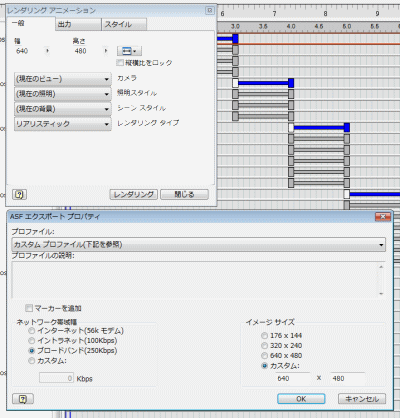 レンダリング アニメーション
一般 出力 スタイル
幅 高さ
640 480
縦横比をロック
(現在のビュー) カメラ
(現在の照明) 照明スタイル
(現在の背景) シーン スタイル
リアリスティック レンダリング タイプ
レンダリング 閉じる
6 7 8 9
3.0 3.5 4.0 4.5 5.0 5.5 6.0 6.5
ASF エクスポート プロパティ
プロファイル:
カスタム プロファイル(下記を参照)
プロファイルの説明:
マーカーを追加
ネットワーク帯域幅
インターネット(56k モデム)
イントラネット(100Kbps)
ブロードバンド(250Kbps)
カスタム:
0 Kbps
イメージ サイズ
176 x 144
320 x 240
640 x 480
カスタム:
640 x 480
OK キャンセル